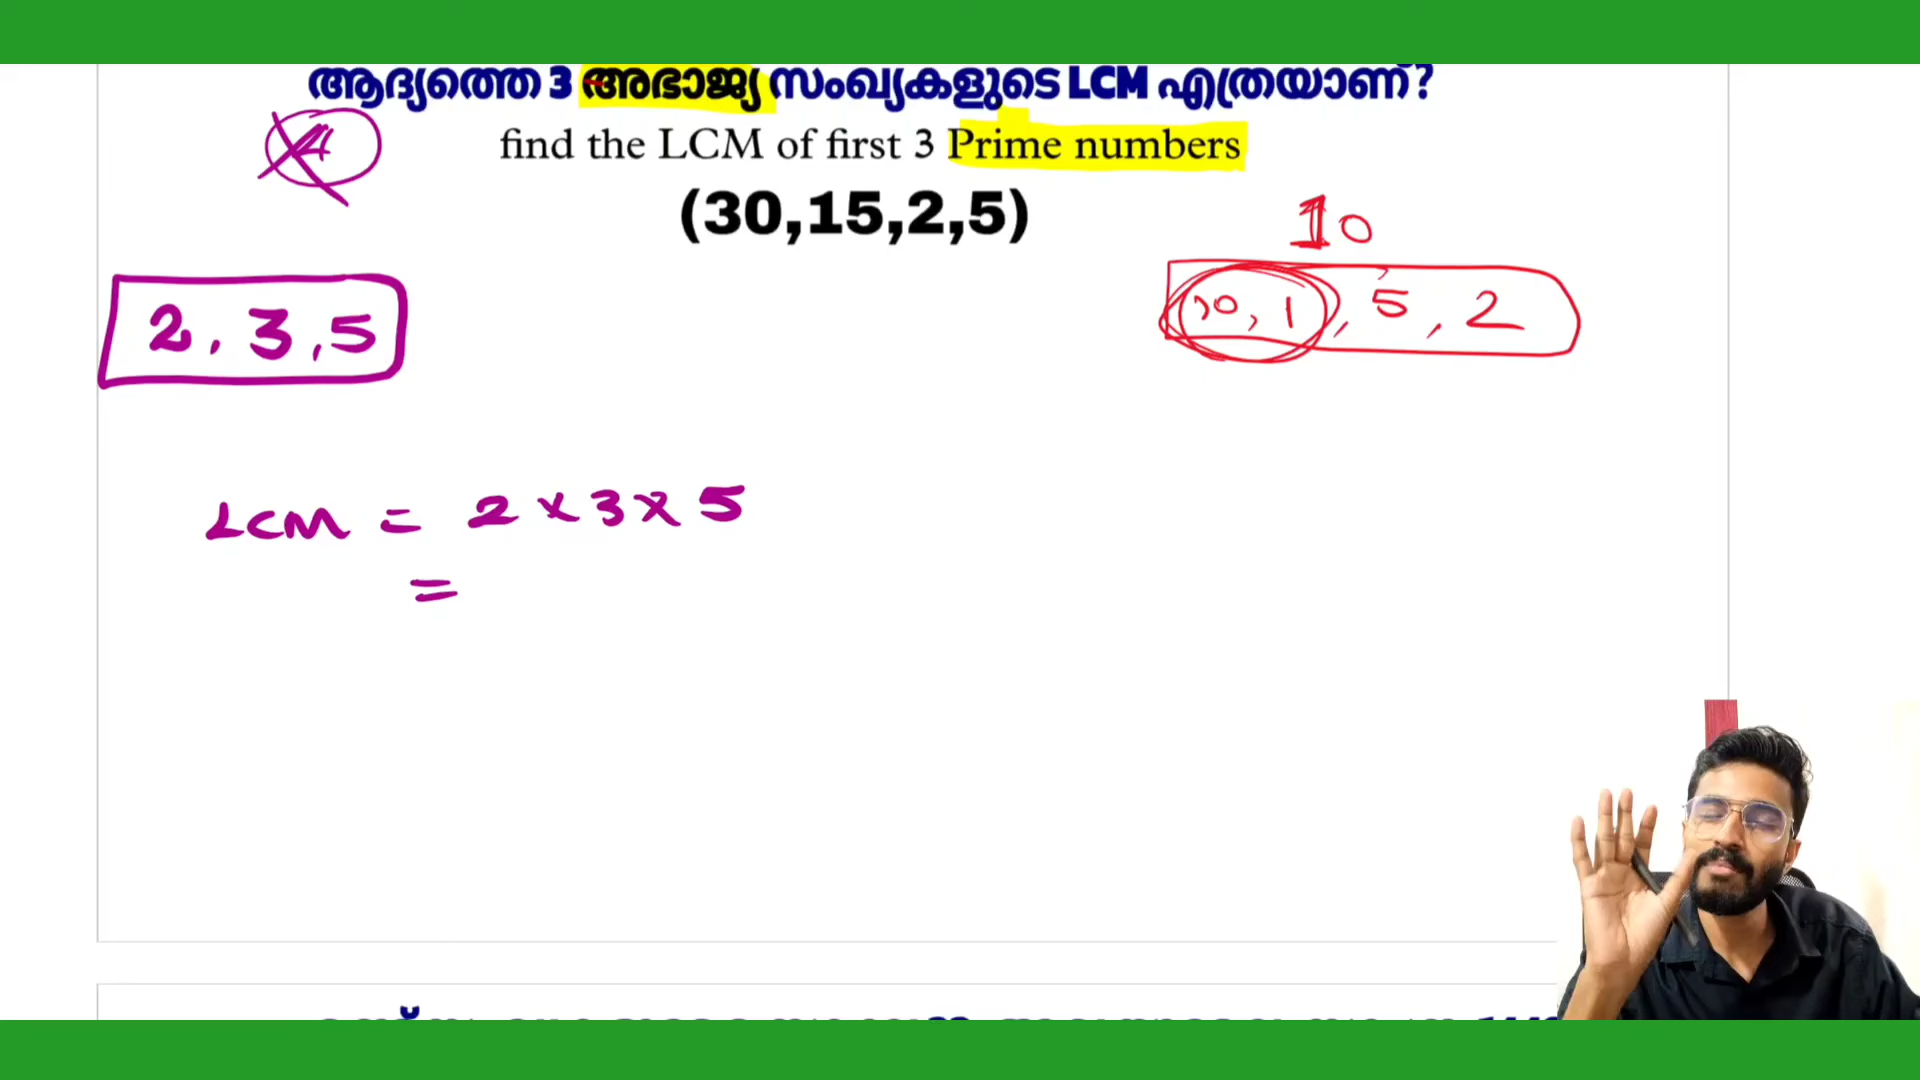 ആദ്യത്തെ 3 അഭാജ്യ സംഖ്യകളുടെ LCM എത്രയാണ്?
find the LCM of first 3 Prime numbers
(30,15,2,5)
10
10, 1, 5, 2
2, 3, 5
LCM = 2 x 3 x 5
=